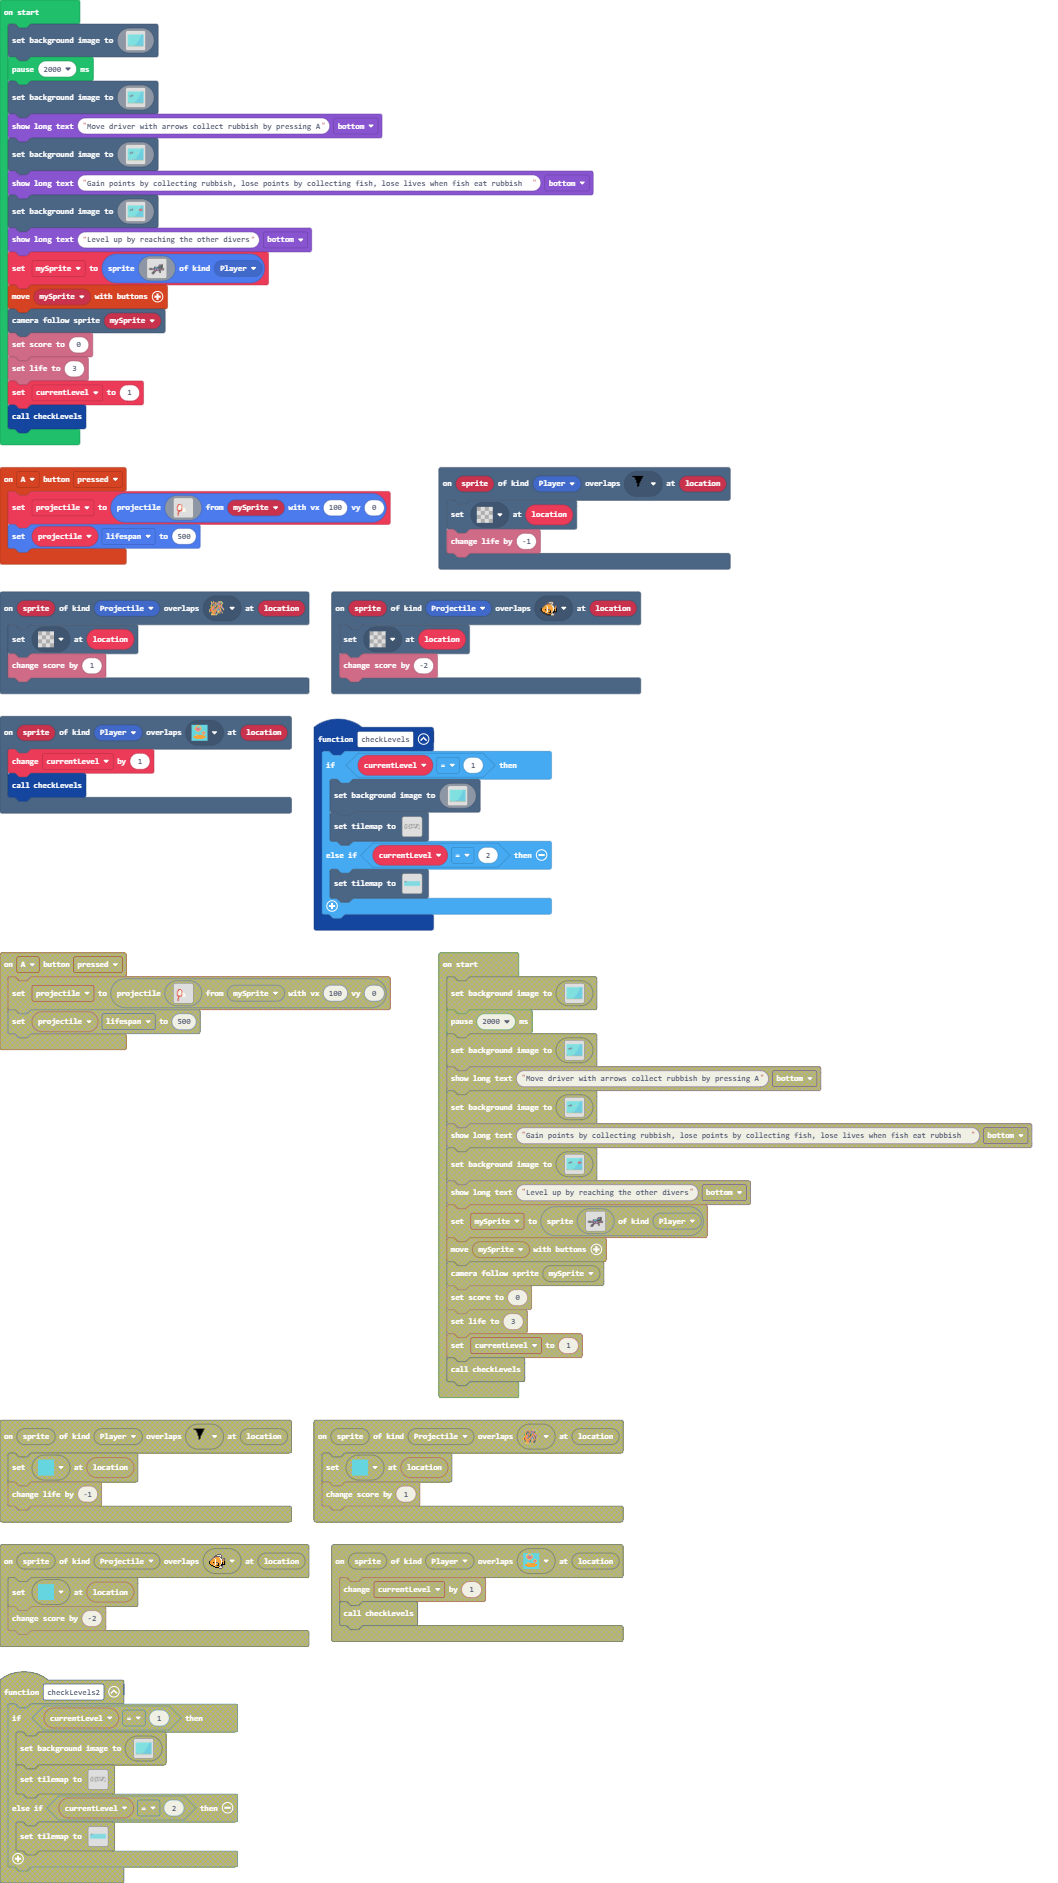 on start
set background image to
pause 2000 ms
set background image to
show long text "Move driver with arrows collect rubbish by pressing A" bottom
set background image to
show long text "Gain points by collecting rubbish, lose points by collecting fish, lose lives when fish eat rubbish " bottom
set background image to
show long text "Level up by reaching the other divers" bottom
set mySprite to sprite of kind Player
move mySprite with buttons
camera follow sprite mySprite
set score to 0
set life to 3
set currentLevel to 1
call checkLevels
on A button pressed
set projectile to projectile from mySprite with vx 100 vy 0
set projectile lifespan to 500
on sprite of kind Player overlaps at location
set at location
change life by -1
on sprite of kind Projectile overlaps at location
set at location
change score by 1
on sprite of kind Projectile overlaps at location
set at location
change score by -2
on sprite of kind Player overlaps at location
change currentLevel by 1
call checkLevels
function checkLevels
if currentLevel = 1 then
set background image to
set tilemap to
else if currentLevel = 2 then
set tilemap to
on A button pressed
set projectile to projectile from mySprite with vx 100 vy 0
set projectile lifespan to 500
on start
set background image to
pause 2000 ms
set background image to
show long text "Move driver with arrows collect rubbish by pressing A" bottom
set background image to
show long text "Gain points by collecting rubbish, lose points by collecting fish, lose lives when fish eat rubbish " bottom
set background image to
show long text "Level up by reaching the other divers" bottom
set mySprite to sprite of kind Player
move mySprite with buttons
camera follow sprite mySprite
set score to 0
set life to 3
set currentLevel to 1
call checkLevels
on sprite of kind Player overlaps at location
set at location
change life by -1
on sprite of kind Projectile overlaps at location
set at location
change score by 1
on sprite of kind Projectile overlaps at location
set at location
change score by -2
on sprite of kind Player overlaps at location
change currentLevel by 1
call checkLevels
function checkLevels2
if currentLevel = 1 then
set background image to
set tilemap to
else if currentLevel = 2 then
set tilemap to